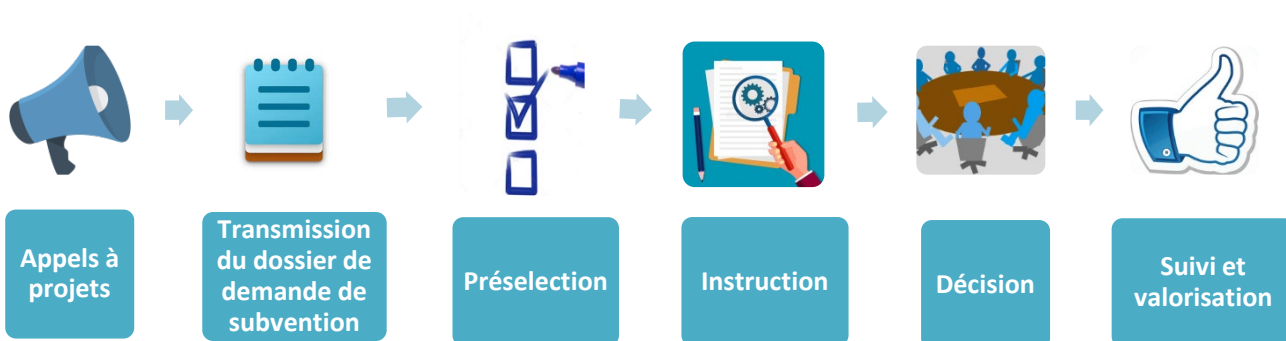 Appels à
projets
Transmission
du dossier de
demande de
subvention
Préselection
Instruction
Décision
Suivi et
valorisation